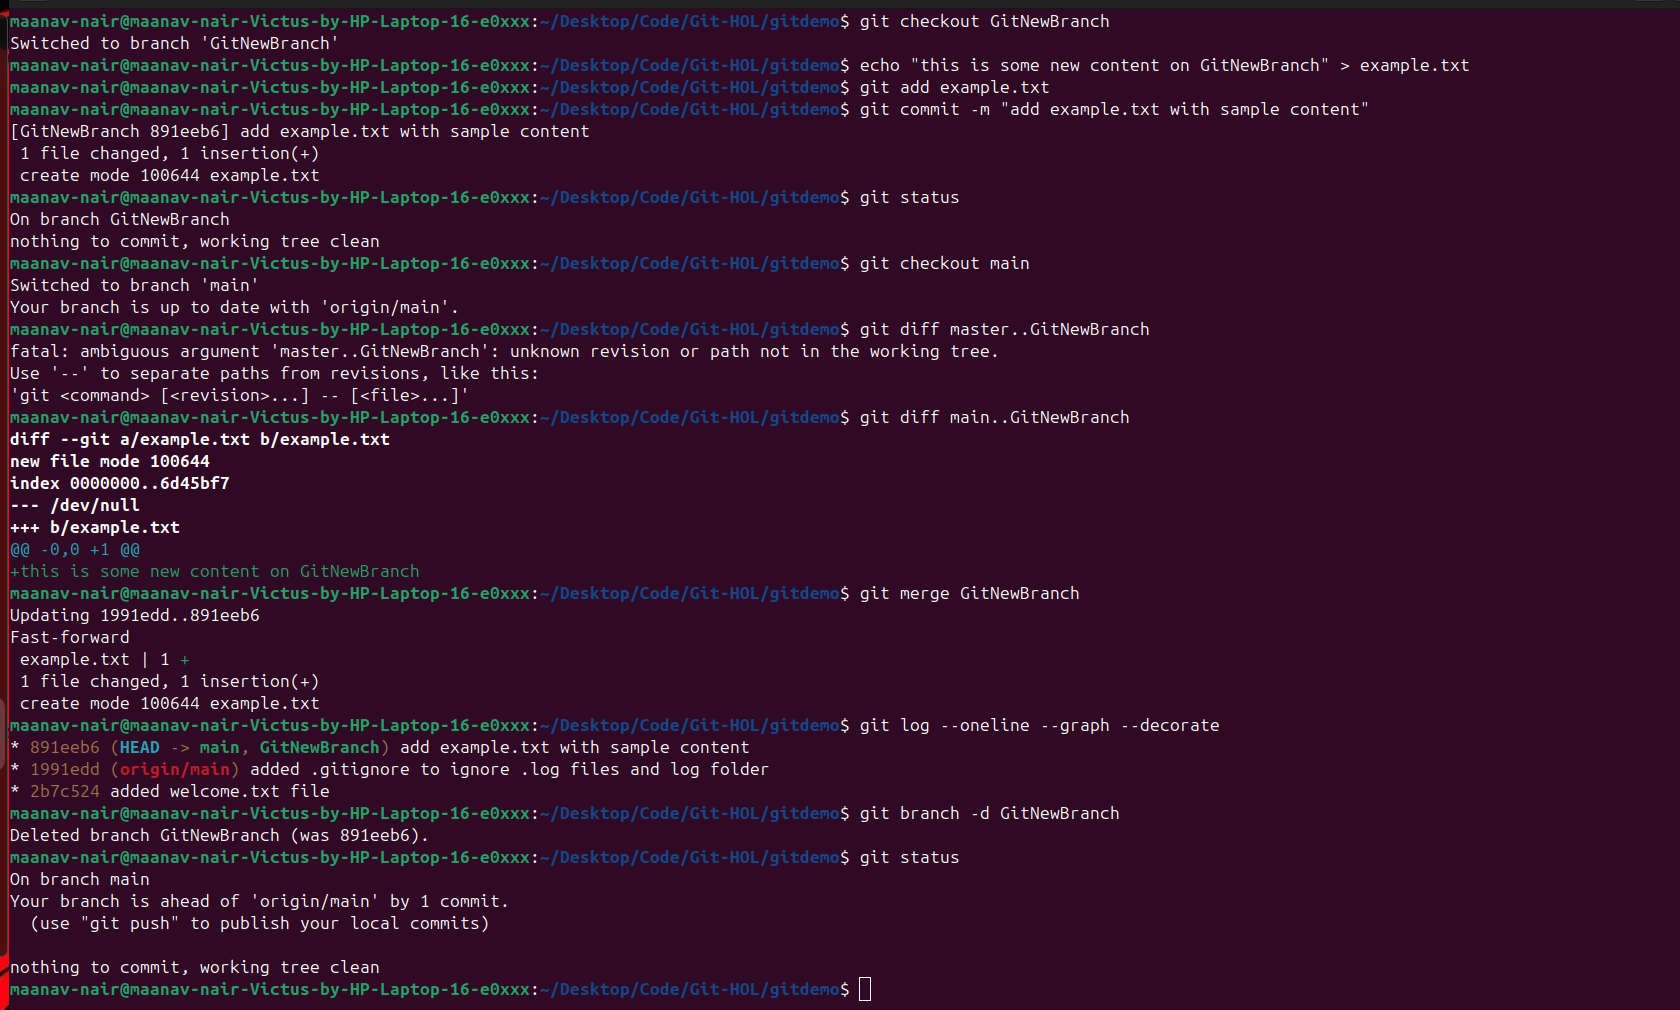 maanav-nair@maanav-nair-Victus-by-HP-Laptop-16-e0xxx:~/Desktop/Code/Git-HOL/gitdemo$ git checkout GitNewBranch
Switched to branch 'GitNewBranch'
maanav-nair@maanav-nair-Victus-by-HP-Laptop-16-e0xxx:~/Desktop/Code/Git-HOL/gitdemo$ echo "this is some new content on GitNewBranch" > example.txt
maanav-nair@maanav-nair-Victus-by-HP-Laptop-16-e0xxx:~/Desktop/Code/Git-HOL/gitdemo$ git add example.txt
maanav-nair@maanav-nair-Victus-by-HP-Laptop-16-e0xxx:~/Desktop/Code/Git-HOL/gitdemo$ git commit -m "add example.txt with sample content"
[GitNewBranch 891eeb6] add example.txt with sample content
 1 file changed, 1 insertion(+)
 create mode 100644 example.txt
maanav-nair@maanav-nair-Victus-by-HP-Laptop-16-e0xxx:~/Desktop/Code/Git-HOL/gitdemo$ git status
On branch GitNewBranch
nothing to commit, working tree clean
maanav-nair@maanav-nair-Victus-by-HP-Laptop-16-e0xxx:~/Desktop/Code/Git-HOL/gitdemo$ git checkout main
Switched to branch 'main'
Your branch is up to date with 'origin/main'.
maanav-nair@maanav-nair-Victus-by-HP-Laptop-16-e0xxx:~/Desktop/Code/Git-HOL/gitdemo$ git diff master..GitNewBranch
fatal: ambiguous argument 'master..GitNewBranch': unknown revision or path not in the working tree.
Use '--' to separate paths from revisions, like this:
'git <command> [<revision>...] -- [<file>...]'
maanav-nair@maanav-nair-Victus-by-HP-Laptop-16-e0xxx:~/Desktop/Code/Git-HOL/gitdemo$ git diff main..GitNewBranch
diff --git a/example.txt b/example.txt
new file mode 100644
index 0000000..6d45bf7
--- /dev/null
+++ b/example.txt
@@ -0,0 +1 @@
+this is some new content on GitNewBranch
maanav-nair@maanav-nair-Victus-by-HP-Laptop-16-e0xxx:~/Desktop/Code/Git-HOL/gitdemo$ git merge GitNewBranch
Updating 1991edd..891eeb6
Fast-forward
 example.txt | 1 +
 1 file changed, 1 insertion(+)
 create mode 100644 example.txt
maanav-nair@maanav-nair-Victus-by-HP-Laptop-16-e0xxx:~/Desktop/Code/Git-HOL/gitdemo$ git log --oneline --graph --decorate
* 891eeb6 (HEAD -> main, GitNewBranch) add example.txt with sample content
* 1991edd (origin/main) added .gitignore to ignore .log files and log folder
* 2b7c524 added welcome.txt file
maanav-nair@maanav-nair-Victus-by-HP-Laptop-16-e0xxx:~/Desktop/Code/Git-HOL/gitdemo$ git branch -d GitNewBranch
Deleted branch GitNewBranch (was 891eeb6).
maanav-nair@maanav-nair-Victus-by-HP-Laptop-16-e0xxx:~/Desktop/Code/Git-HOL/gitdemo$ git status
On branch main
Your branch is ahead of 'origin/main' by 1 commit.
  (use "git push" to publish your local commits)

nothing to commit, working tree clean
maanav-nair@maanav-nair-Victus-by-HP-Laptop-16-e0xxx:~/Desktop/Code/Git-HOL/gitdemo$